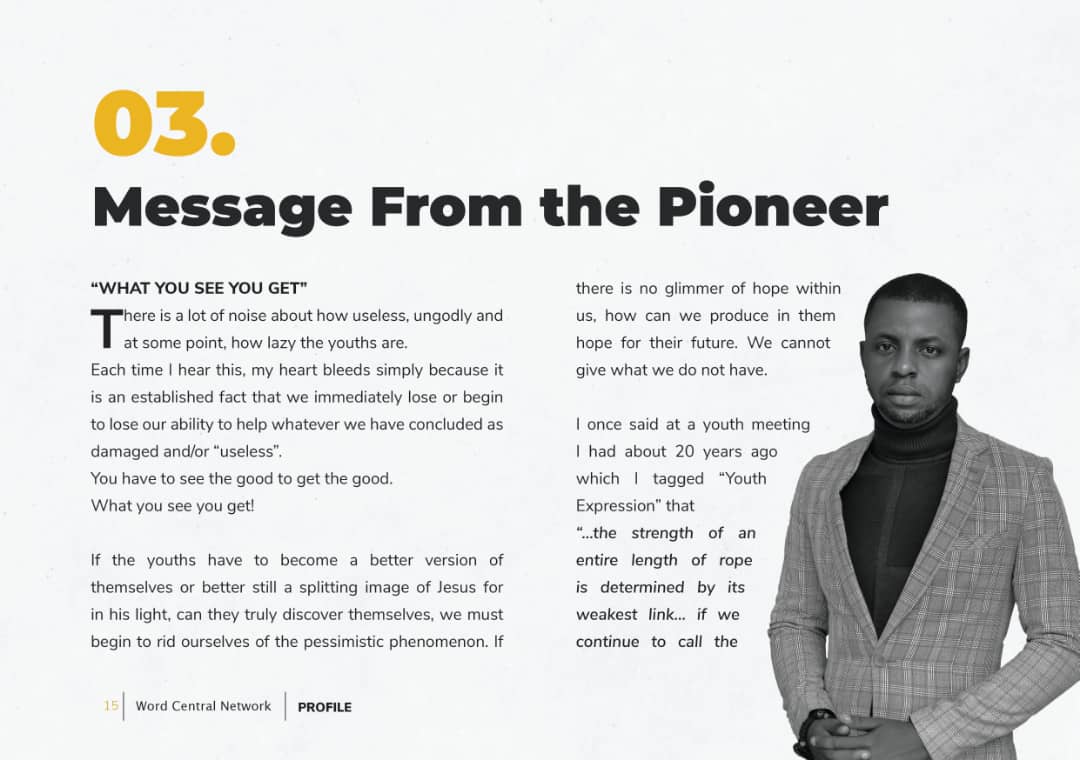 03.
Message From the Pioneer
“WHAT YOU SEE YOU GET”
There is a lot of noise about how useless, ungodly and
at some point, how lazy the youths are.
Each time I hear this, my heart bleeds simply because it
is an established fact that we immediately lose or begin
to lose our ability to help whatever we have concluded as
damaged and/or “useless”.
You have to see the good to get the good.
What you see you get!
If the youths have to become a better version of
themselves or better still a splitting image of Jesus for
in his light, can they truly discover themselves, we must
begin to rid ourselves of the pessimistic phenomenon. If
there is no glimmer of hope within
us, how can we produce in them
hope for their future. We cannot
give what we do not have.
I once said at a youth meeting
I had about 20 years ago
which I tagged “Youth
Expression” that
“...the strength of an
entire length of rope
is determined by its
weakest link... if we
continue to call the
15 Word Central Network PROFILE